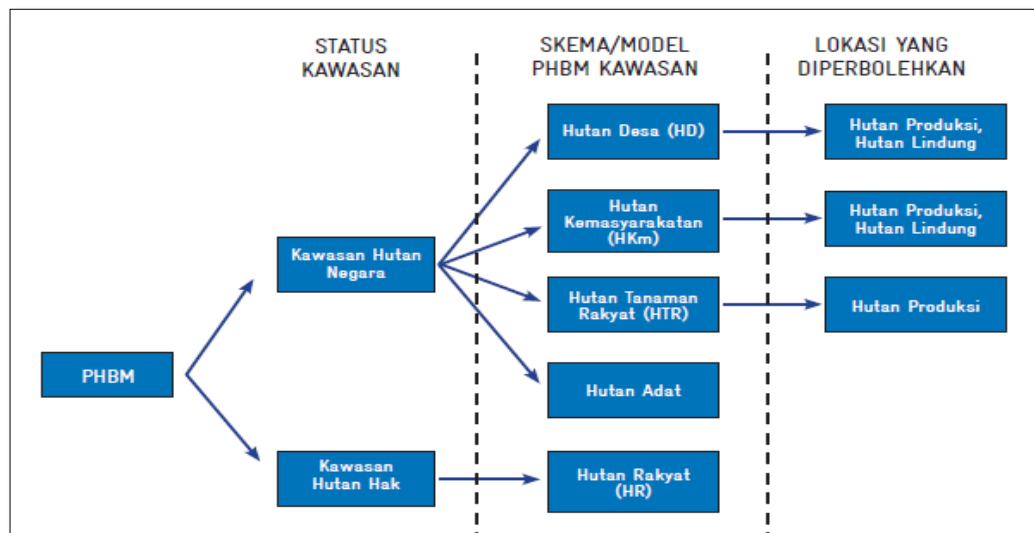 STATUS
KAWASAN
SKEMA/MODEL
PHBM KAWASAN
LOKASI YANG
DIPERBOLEHKAN
Hutan Desa (HD)
Hutan Produksi,
Hutan Lindung
Hutan
Kemasyarakatan
(HKm)
Hutan Produksi,
Hutan Lindung
Kawasan Hutan
Negara
Hutan Tanaman
Rakyat (HTR)
Hutan Produksi
PHBM
Hutan Adat
Kawasan
Hutan Hak
Hutan Rakyat
(HR)